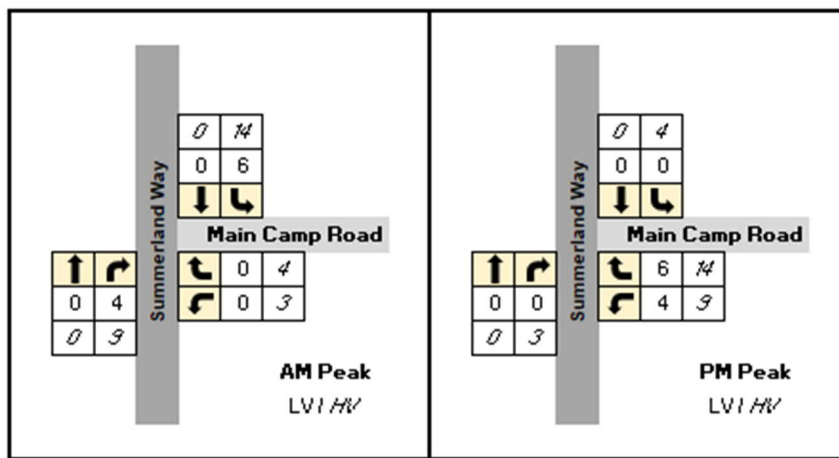 0 14
0 6
Summerland Way
Main Camp Road
0 4
0 4
0 3
0 9
AM Peak
LV / HV
0 4
0 0
Summerland Way
Main Camp Road
0 0
6 14
4 9
0 3
PM Peak
LV / HV